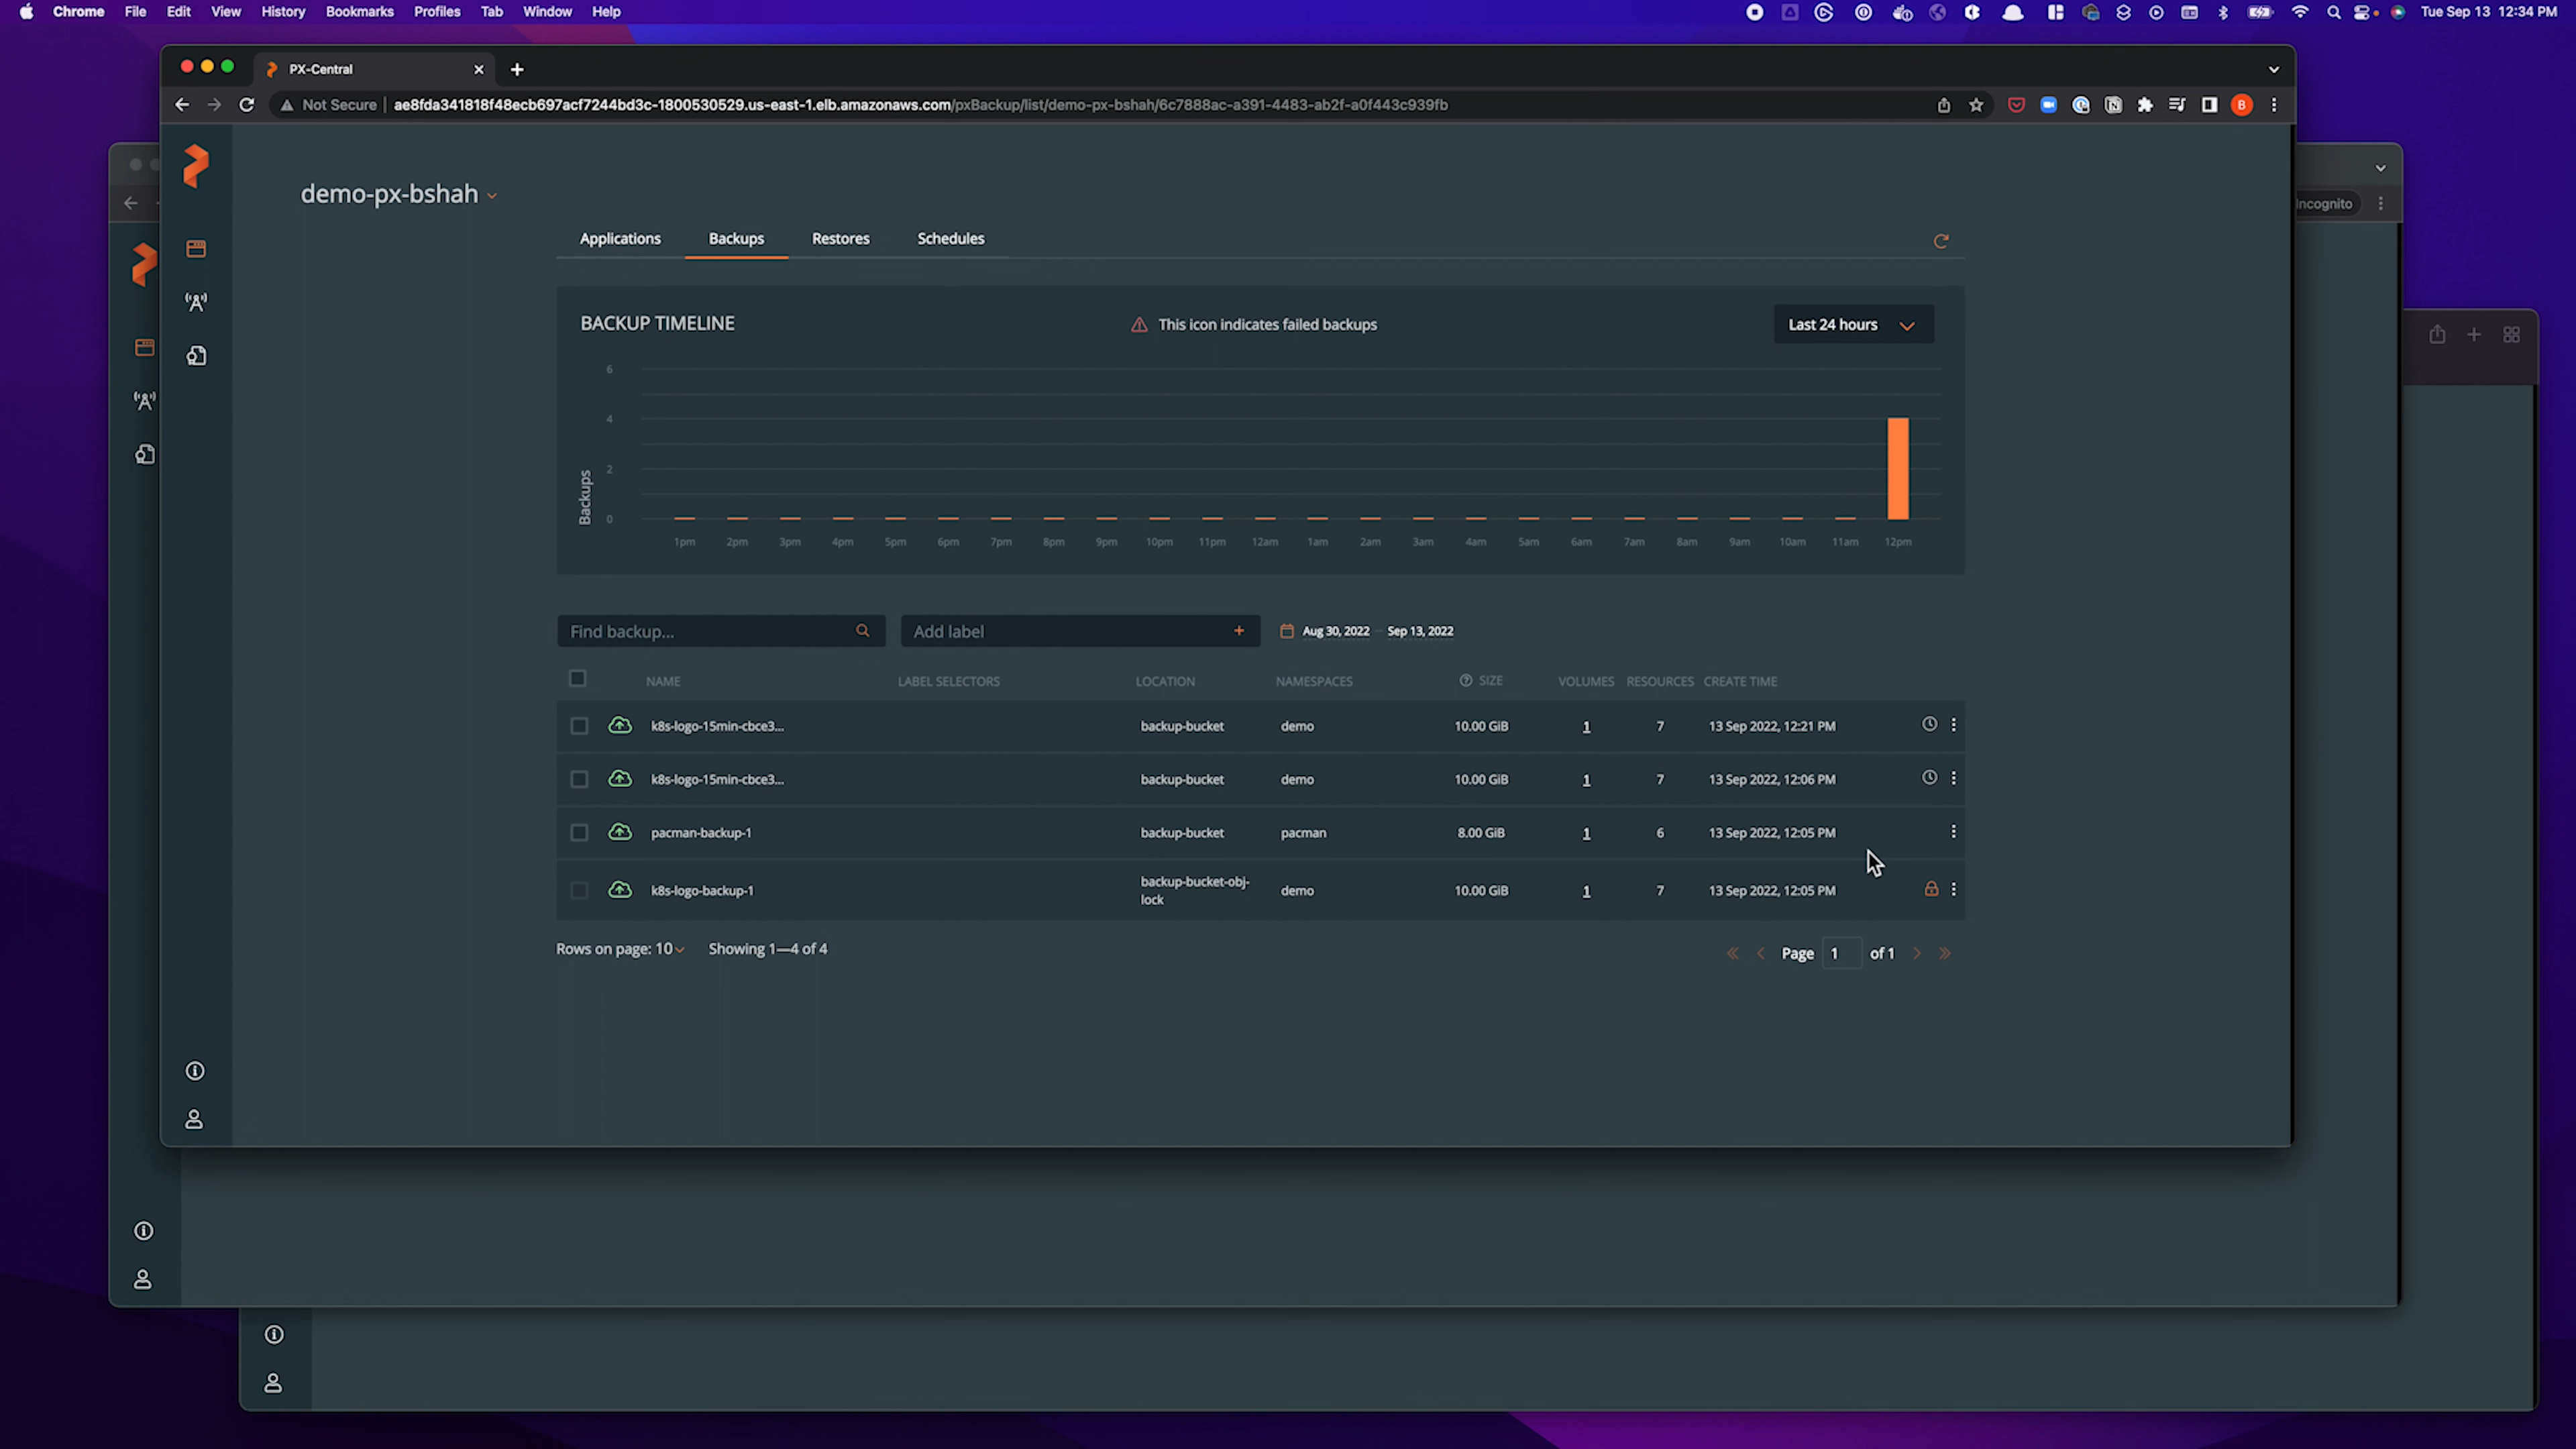 Chrome File Edit View History Bookmarks Profiles Tab Window Help Tue Sep 13 12:34 PM
PX-Central
Not Secure ae8fda341818f48ecb697acf7244bd3c-1800530529.us-east-1.elb.amazonaws.com/pxBackup/list/demo-px-bshah/6c7888ac-a391-4483-ab2f-a0f443c939fb B
Incognito
demo-px-bshah
Applications Backups Restores Schedules
BACKUP TIMELINE This icon indicates failed backups Last 24 hours
6
4
2
0
Backups
1pm 2pm 3pm 4pm 5pm 6pm 7pm 8pm 9pm 10pm 11pm 12am 1am 2am 3am 4am 5am 6am 7am 8am 9am 10am 11am 12pm
Find backup... Add label + Aug 30, 2022 – Sep 13, 2022
NAME LABEL SELECTORS LOCATION NAMESPACES SIZE VOLUMES RESOURCES CREATE TIME
k8s-logo-15min-cbce3... backup-bucket demo 10.00 GiB 1 7 13 Sep 2022, 12:21 PM
k8s-logo-15min-cbce3... backup-bucket demo 10.00 GiB 1 7 13 Sep 2022, 12:06 PM
pacman-backup-1 backup-bucket pacman 8.00 GiB 1 6 13 Sep 2022, 12:05 PM
k8s-logo-backup-1 backup-bucket-obj-lock demo 10.00 GiB 1 7 13 Sep 2022, 12:05 PM
Rows on page: 10 Showing 1—4 of 4 Page 1 of 1